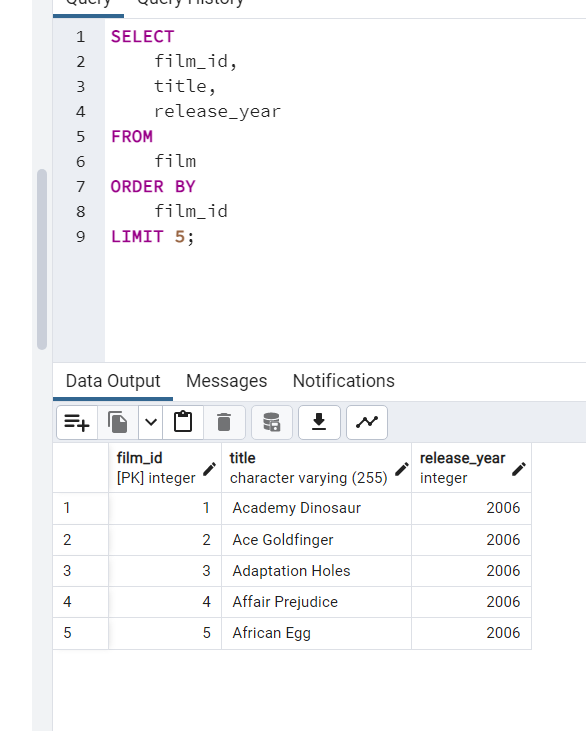 Query Query History
1 SELECT
2 film_id,
3 title,
4 release_year
5 FROM
6 film
7 ORDER BY
8 film_id
9 LIMIT 5;
Data Output Messages Notifications
film_id title release_year
[PK] integer character varying (255) integer
1 1 Academy Dinosaur 2006
2 2 Ace Goldfinger 2006
3 3 Adaptation Holes 2006
4 4 Affair Prejudice 2006
5 5 African Egg 2006